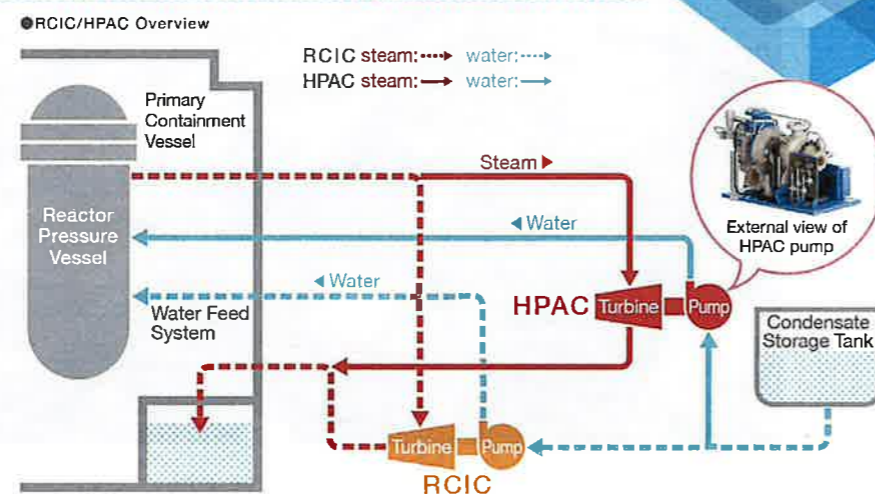 ●RCIC/HPAC Overview
RCIC steam: water:
HPAC steam: water:
Primary
Containment
Vessel
Steam ▶
Reactor
Pressure
Vessel
◀ Water
External view of
HPAC pump
◀ Water
Water Feed
System
HPAC
Turbine
Pump
Condensate
Storage Tank
Turbine
Pump
RCIC